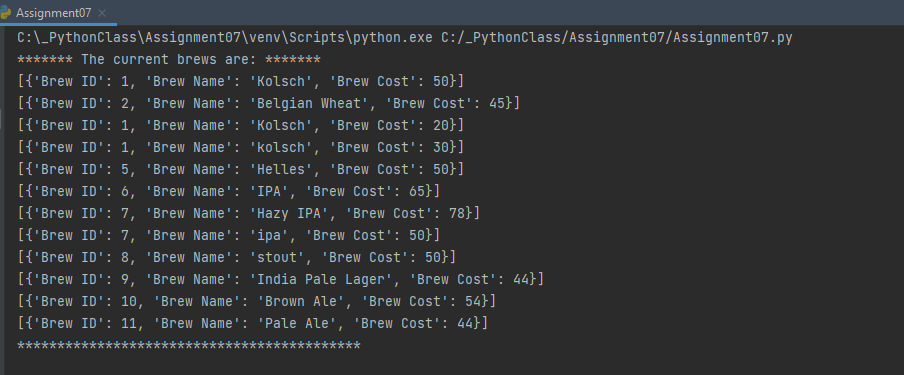 Assignment07
C:\_PythonClass\Assignment07\venv\Scripts\python.exe C:/_PythonClass/Assignment07/Assignment07.py
******* The current brews are: *******
[{'Brew ID': 1, 'Brew Name': 'Kolsch', 'Brew Cost': 50}]
[{'Brew ID': 2, 'Brew Name': 'Belgian Wheat', 'Brew Cost': 45}]
[{'Brew ID': 1, 'Brew Name': 'Kolsch', 'Brew Cost': 20}]
[{'Brew ID': 1, 'Brew Name': 'kolsch', 'Brew Cost': 30}]
[{'Brew ID': 5, 'Brew Name': 'Helles', 'Brew Cost': 50}]
[{'Brew ID': 6, 'Brew Name': 'IPA', 'Brew Cost': 65}]
[{'Brew ID': 7, 'Brew Name': 'Hazy IPA', 'Brew Cost': 78}]
[{'Brew ID': 7, 'Brew Name': 'ipa', 'Brew Cost': 50}]
[{'Brew ID': 8, 'Brew Name': 'stout', 'Brew Cost': 50}]
[{'Brew ID': 9, 'Brew Name': 'India Pale Lager', 'Brew Cost': 44}]
[{'Brew ID': 10, 'Brew Name': 'Brown Ale', 'Brew Cost': 54}]
[{'Brew ID': 11, 'Brew Name': 'Pale Ale', 'Brew Cost': 44}]
*******************************************